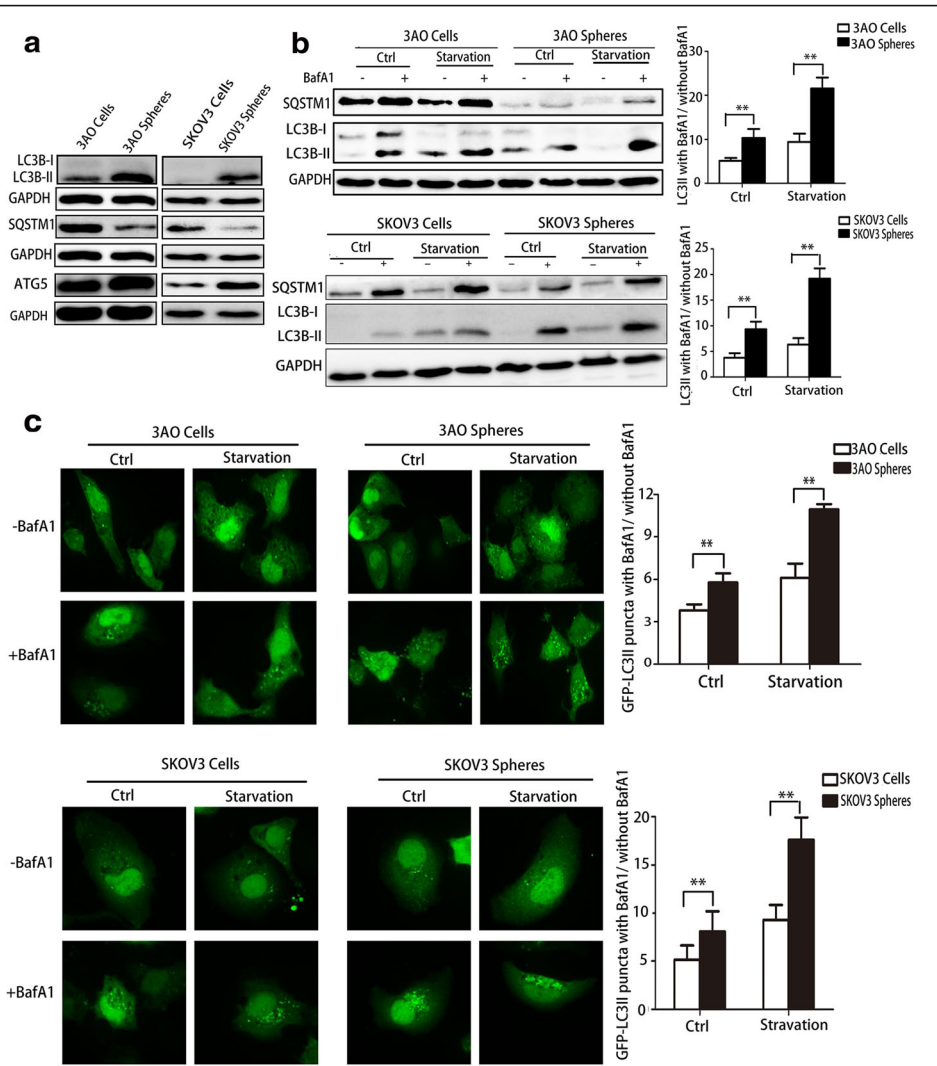 a
3AO Cells
3AO Spheres
SKOV3 Cells
SKOV3 Spheres
LC3B-I
LC3B-II
GAPDH
SQSTM1
GAPDH
ATG5
GAPDH
b
3AO Cells
3AO Spheres
Ctrl
Starvation
Ctrl
Starvation
BafA1
- + - + - + - +
SQSTM1
LC3B-I
LC3B-II
GAPDH
LC3II with BafA1/ without BafA1
3AO Cells
3AO Spheres
30
20
10
0
**
**
Ctrl
Starvation
SKOV3 Cells
SKOV3 Spheres
Ctrl
Starvation
Ctrl
Starvation
- + - + - + - +
SQSTM1
LC3B-I
LC3B-II
GAPDH
LC3II with BafA1/ without BafA1
SKOV3 Cells
SKOV3 Spheres
25
20
15
10
5
0
**
**
Ctrl
Starvation
c
3AO Cells
3AO Spheres
Ctrl
Starvation
Ctrl
Starvation
-BafA1
+BafA1
GFP-LC3II puncta with BafA1/ without BafA1
3AO Cells
3AO Spheres
12
9
6
3
0
**
**
Ctrl
Starvation
SKOV3 Cells
SKOV3 Spheres
Ctrl
Starvation
Ctrl
Starvation
-BafA1
+BafA1
GFP-LC3II puncta with BafA1/ without BafA1
SKOV3 Cells
SKOV3 Spheres
20
15
10
5
0
**
**
Ctrl
Stravation